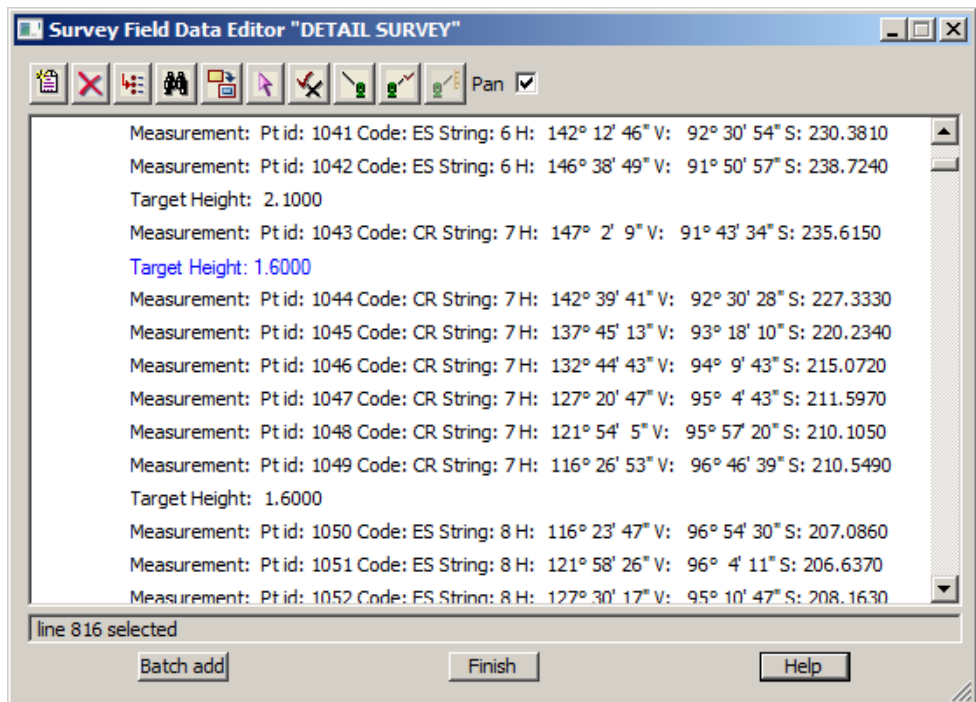 Survey Field Data Editor "DETAIL SURVEY"
Pan
Measurement: Pt id: 1041 Code: ES String: 6 H: 142° 12' 46" V: 92° 30' 54" S: 230.3810
Measurement: Pt id: 1042 Code: ES String: 6 H: 146° 38' 49" V: 91° 50' 57" S: 238.7240
Target Height: 2.1000
Measurement: Pt id: 1043 Code: CR String: 7 H: 147° 2' 9" V: 91° 43' 34" S: 235.6150
Target Height: 1.6000
Measurement: Pt id: 1044 Code: CR String: 7 H: 142° 39' 41" V: 92° 30' 28" S: 227.3330
Measurement: Pt id: 1045 Code: CR String: 7 H: 137° 45' 13" V: 93° 18' 10" S: 220.2340
Measurement: Pt id: 1046 Code: CR String: 7 H: 132° 44' 43" V: 94° 9' 43" S: 215.0720
Measurement: Pt id: 1047 Code: CR String: 7 H: 127° 20' 47" V: 95° 4' 43" S: 211.5970
Measurement: Pt id: 1048 Code: CR String: 7 H: 121° 54' 5" V: 95° 57' 20" S: 210.1050
Measurement: Pt id: 1049 Code: CR String: 7 H: 116° 26' 53" V: 96° 46' 39" S: 210.5490
Target Height: 1.6000
Measurement: Pt id: 1050 Code: ES String: 8 H: 116° 23' 47" V: 96° 54' 30" S: 207.0860
Measurement: Pt id: 1051 Code: ES String: 8 H: 121° 58' 26" V: 96° 4' 11" S: 206.6370
Measurement: Pt id: 1052 Code: ES String: 8 H: 127° 30' 17" V: 95° 10' 47" S: 208.1630
line 816 selected
Batch add
Finish
Help